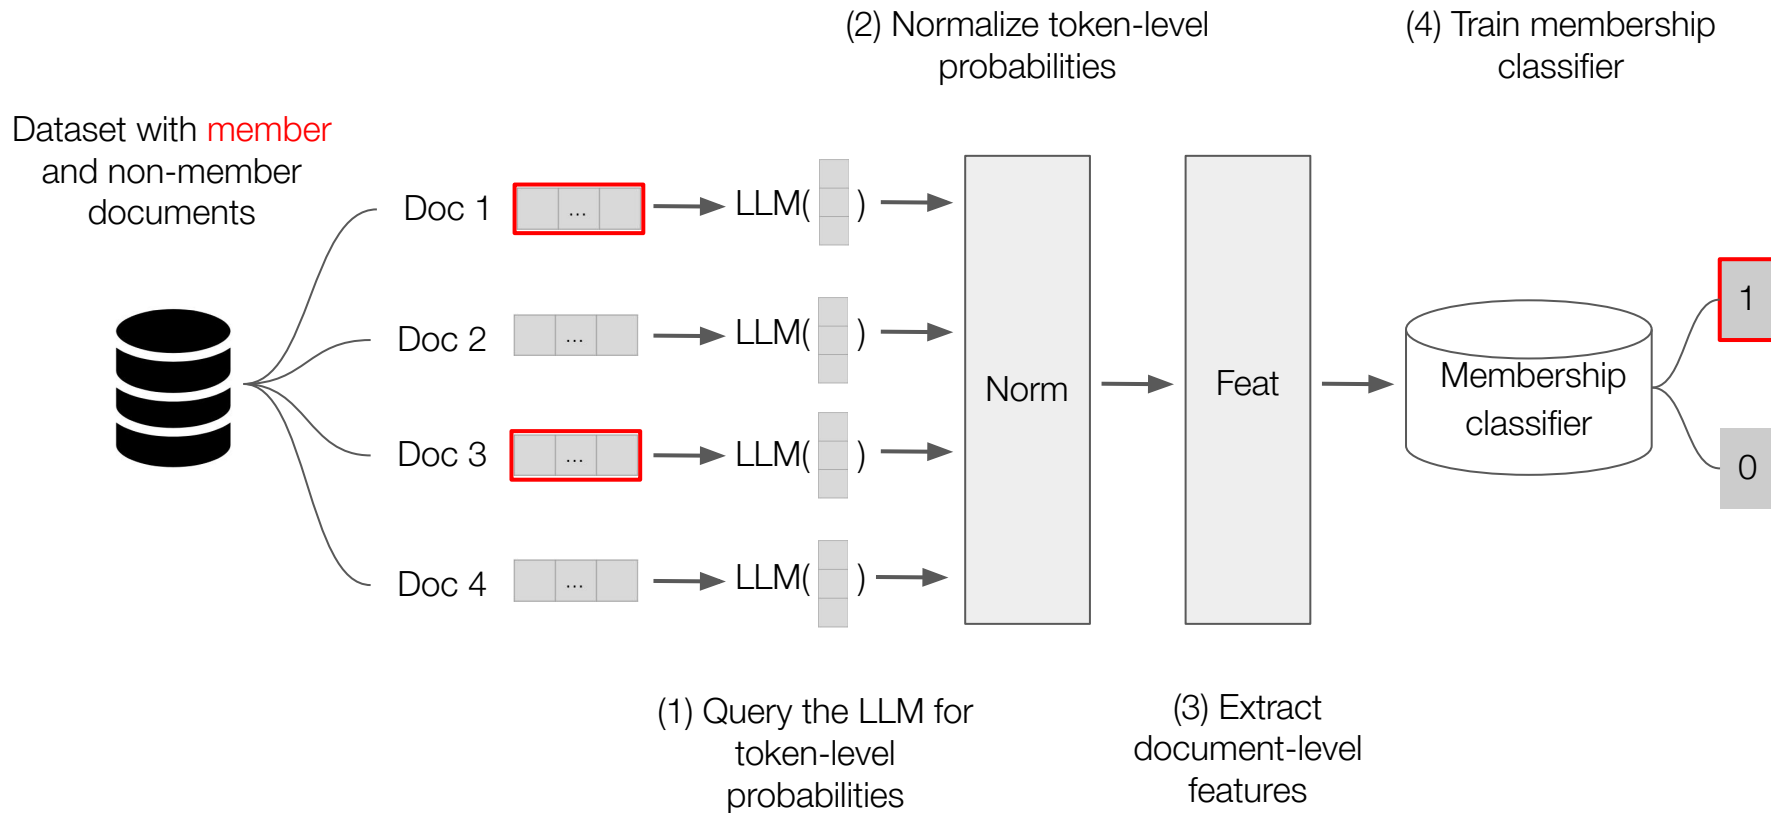 (2) Normalize token-level
probabilities
(4) Train membership
classifier
Dataset with member
and non-member
documents
Doc 1
...
LLM( )
Doc 2
...
LLM( )
Doc 3
...
LLM( )
Doc 4
...
LLM( )
Norm
Feat
Membership
classifier
1
0
(1) Query the LLM for
token-level
probabilities
(3) Extract
document-level
features